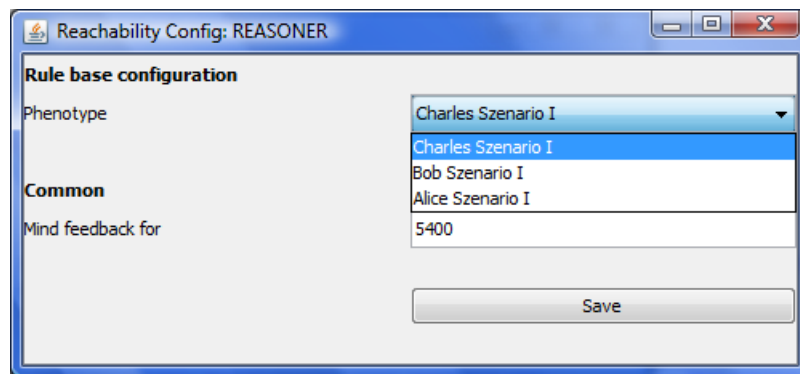 Reachability Config: REASONER
Rule base configuration
Phenotype
Charles Szenario I
Charles Szenario I
Bob Szenario I
Alice Szenario I
Common
Mind feedback for
5400
Save